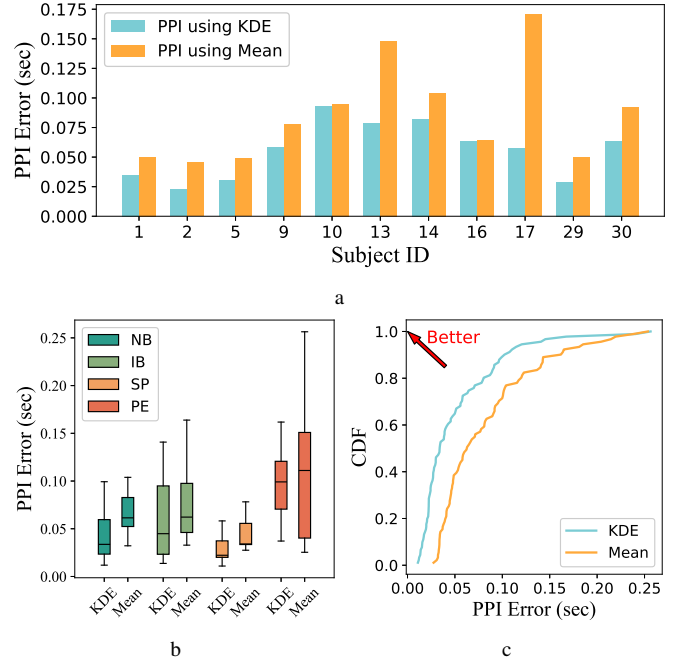 0.175
0.150
0.125
0.100
0.075
0.050
0.025
0.000
PPI Error (sec)
PPI using KDE
PPI using Mean
1 2 5 9 10 13 14 16 17 29 30
Subject ID
a
0.25
0.20
0.15
0.10
0.05
0.00
PPI Error (sec)
NB
IB
SP
PE
KDE Mean KDE Mean KDE Mean KDE Mean
b
1.0
0.8
0.6
0.4
0.2
0.0
CDF
Better
KDE
Mean
0.0 0.05 0.10 0.15 0.20 0.25
PPI Error (sec)
c